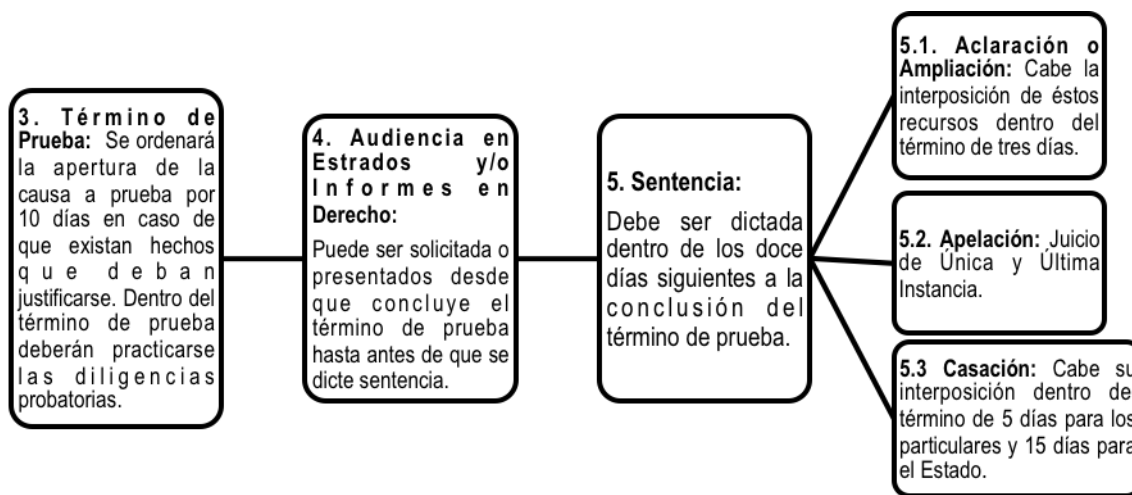 3. Término de
Prueba: Se ordenará
la apertura de la
causa a prueba por
10 días en caso de
que existan hechos
que deban
justificarse. Dentro del
término de prueba
deberán practicarse
las diligencias
probatorias.
4. Audiencia en
Estrados y/o
Informes en
Derecho:
Puede ser solicitada o
presentados desde
que concluye el
término de prueba
hasta antes de que se
dicte sentencia.
5. Sentencia:
Debe ser dictada
dentro de los doce
días siguientes a la
conclusión del
término de prueba.
5.1. Aclaración o
Ampliación: Cabe la
interposición de éstos
recursos dentro del
término de tres días.
5.2. Apelación: Juicio
de Única y Última
Instancia.
5.3 Casación: Cabe su
interposición dentro del
término de 5 días para los
particulares y 15 días para
el Estado.